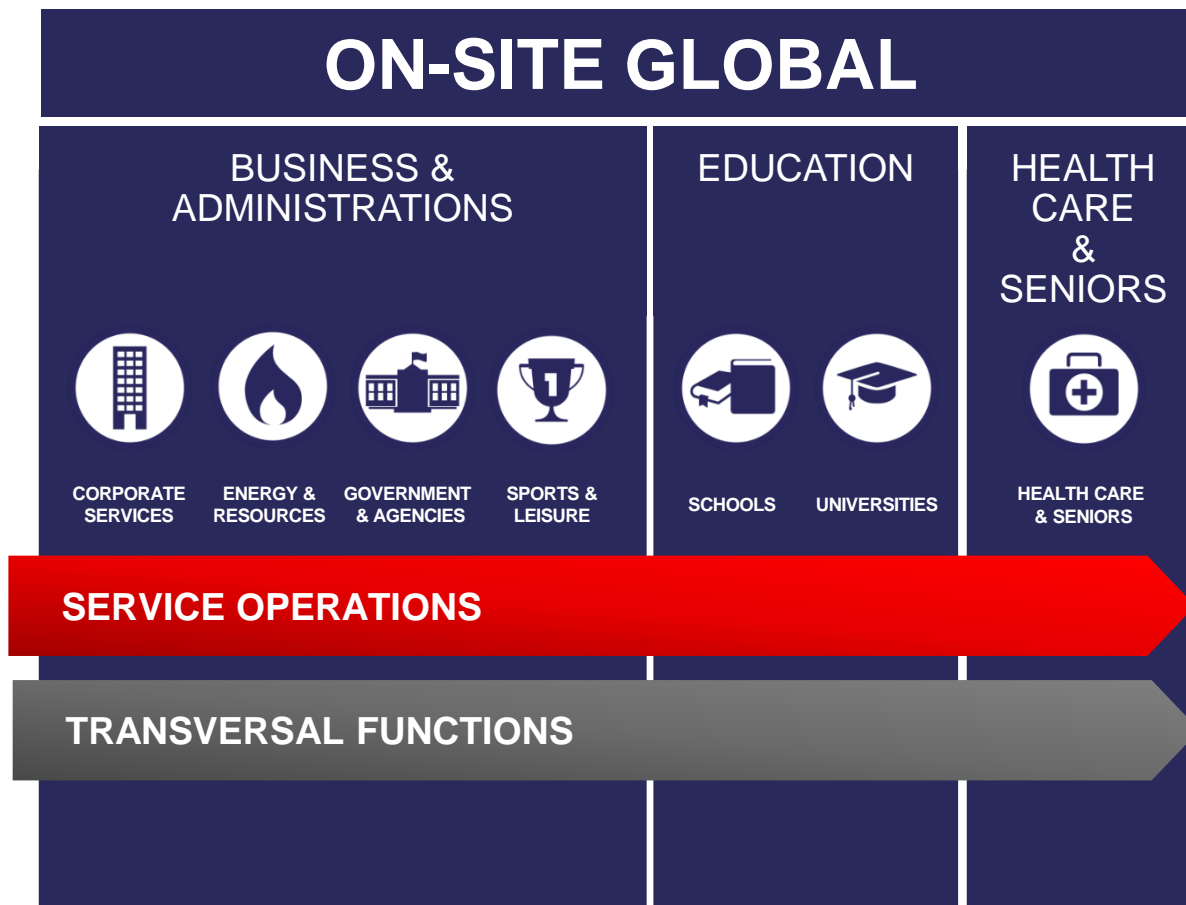 ON-SITE GLOBAL
BUSINESS &
ADMINISTRATIONS
EDUCATION
HEALTH
CARE
&
SENIORS
1
CORPORATE
SERVICES
ENERGY &
RESOURCES
GOVERNMENT
& AGENCIES
SPORTS &
LEISURE
SCHOOLS
UNIVERSITIES
HEALTH CARE
& SENIORS
SERVICE OPERATIONS
TRANSVERSAL FUNCTIONS